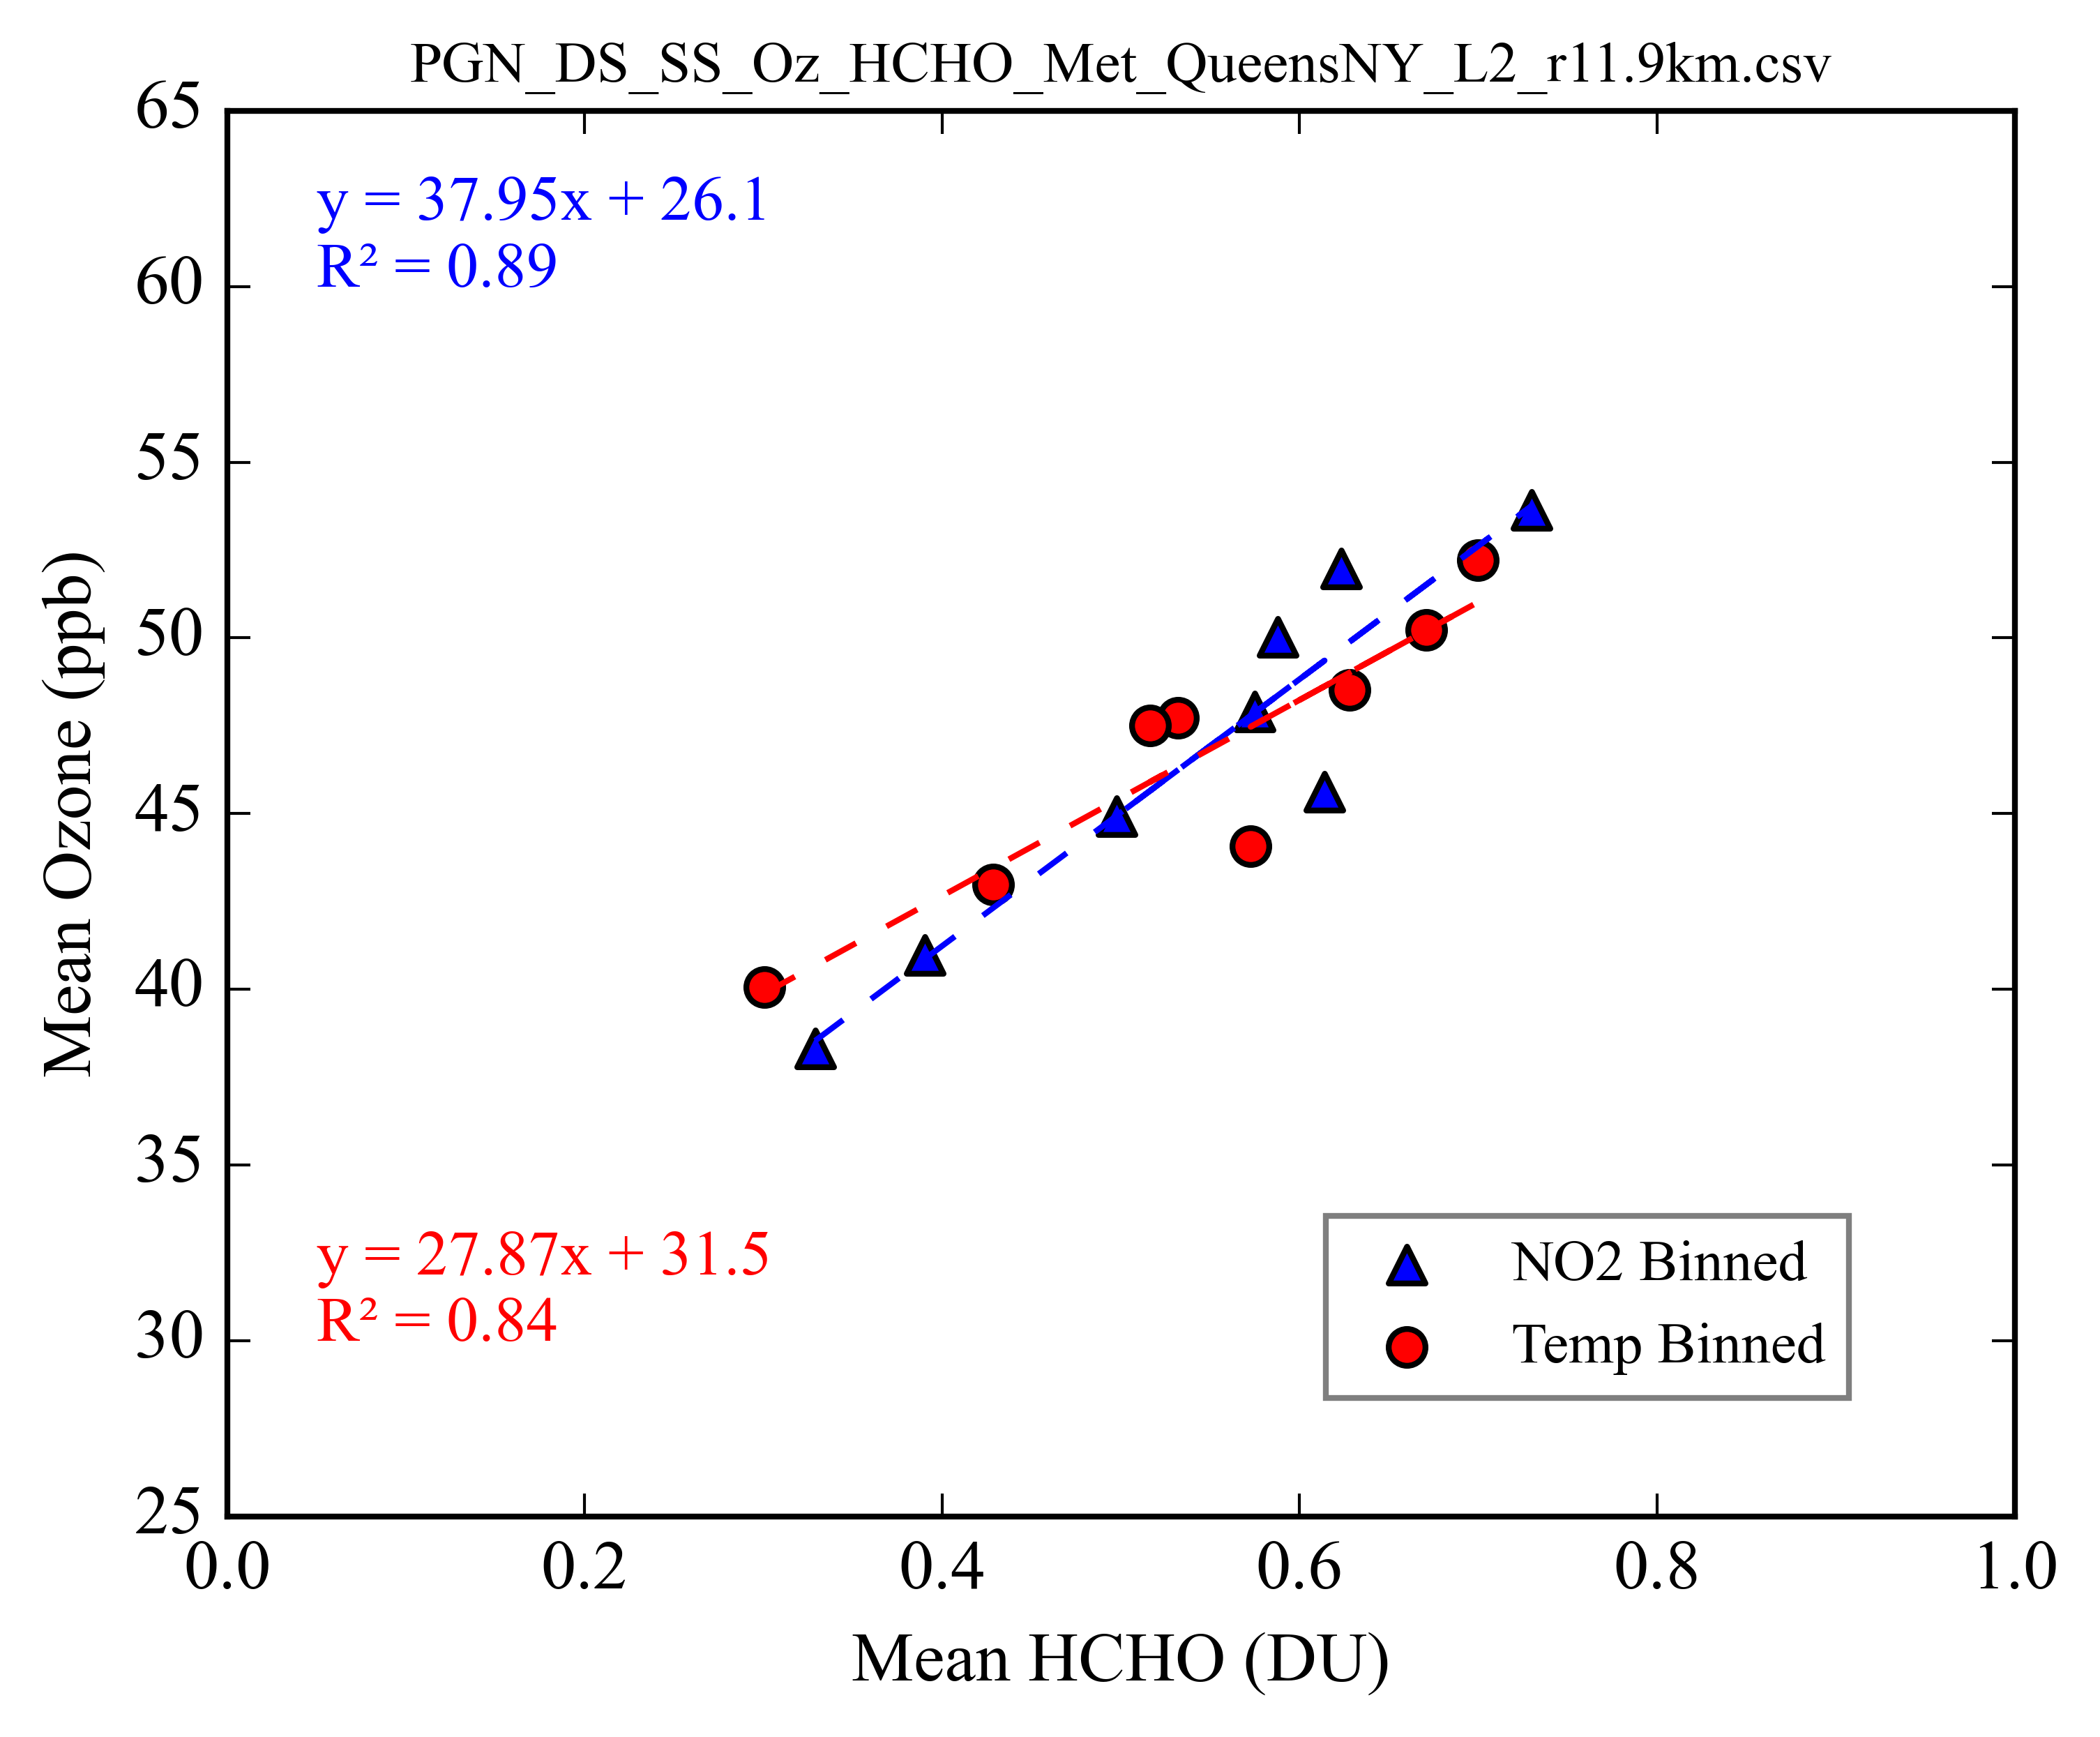 PGN_DS_SS_Oz_HCHO_Met_QueensNY_L2_r11.9km.csv
65
60
55
50
45
40
35
30
25
Mean Ozone (ppb)
y = 37.95x + 26.1
R² = 0.89
y = 27.87x + 31.5
R² = 0.84
NO2 Binned
Temp Binned
0.0 0.2 0.4 0.6 0.8 1.0
Mean HCHO (DU)